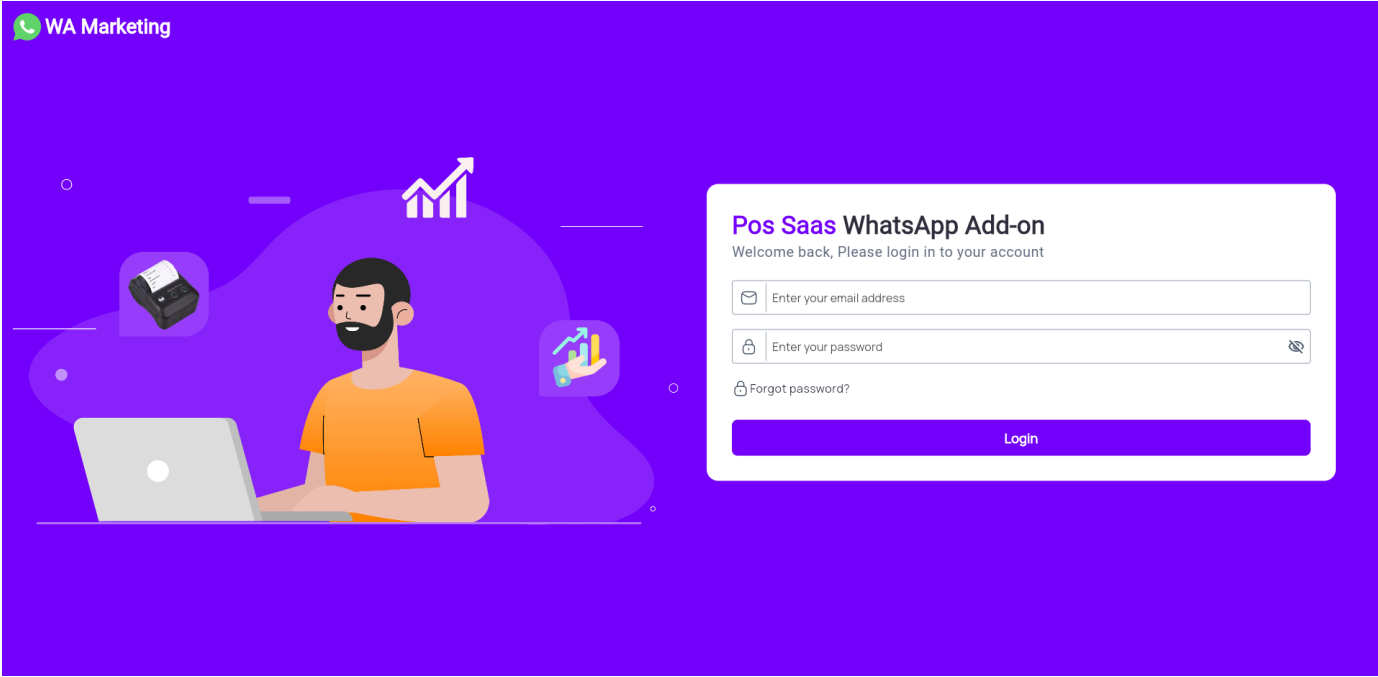 WA Marketing
Pos Saas WhatsApp Add-on
Welcome back, Please login in to your account
Enter your email address
Enter your password
Forgot password?
Login